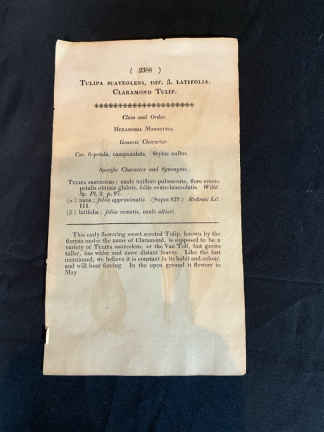 ( 2388 )
TULIPA SUAVEOLENS, var. β. LATIFOLIA.
CLARAMOND TULIP.
Class and Order.
HEXANDRIA MONOGYNIA.
Generic Character.
Cor. 6-petala, campanulata. Stylus nullus.
Specific Character and Synonyms.
TULIPA suaveolens; caule unifloro pubescente, flore erecto:
petalis obtusis glabris, foliis ovato-lanceolatis. Willd.
Sp. Pl. 2. p. 97.
(α) nana; foliis approximatis. (Supra 839.) Redouté Lil.
111.
(β) latifolia; foliis remotis, caule altiori.
This early flowering sweet scented Tulip, known by the
florists under the name of Claramond, is supposed to be a
variety of TULIPA suaveolens, or the Van Toll, but grows
taller, has wider and more distant leaves. Like the last
mentioned, we believe it is constant in its habit and colour,
and will bear forcing. In the open ground it flowers in
May.